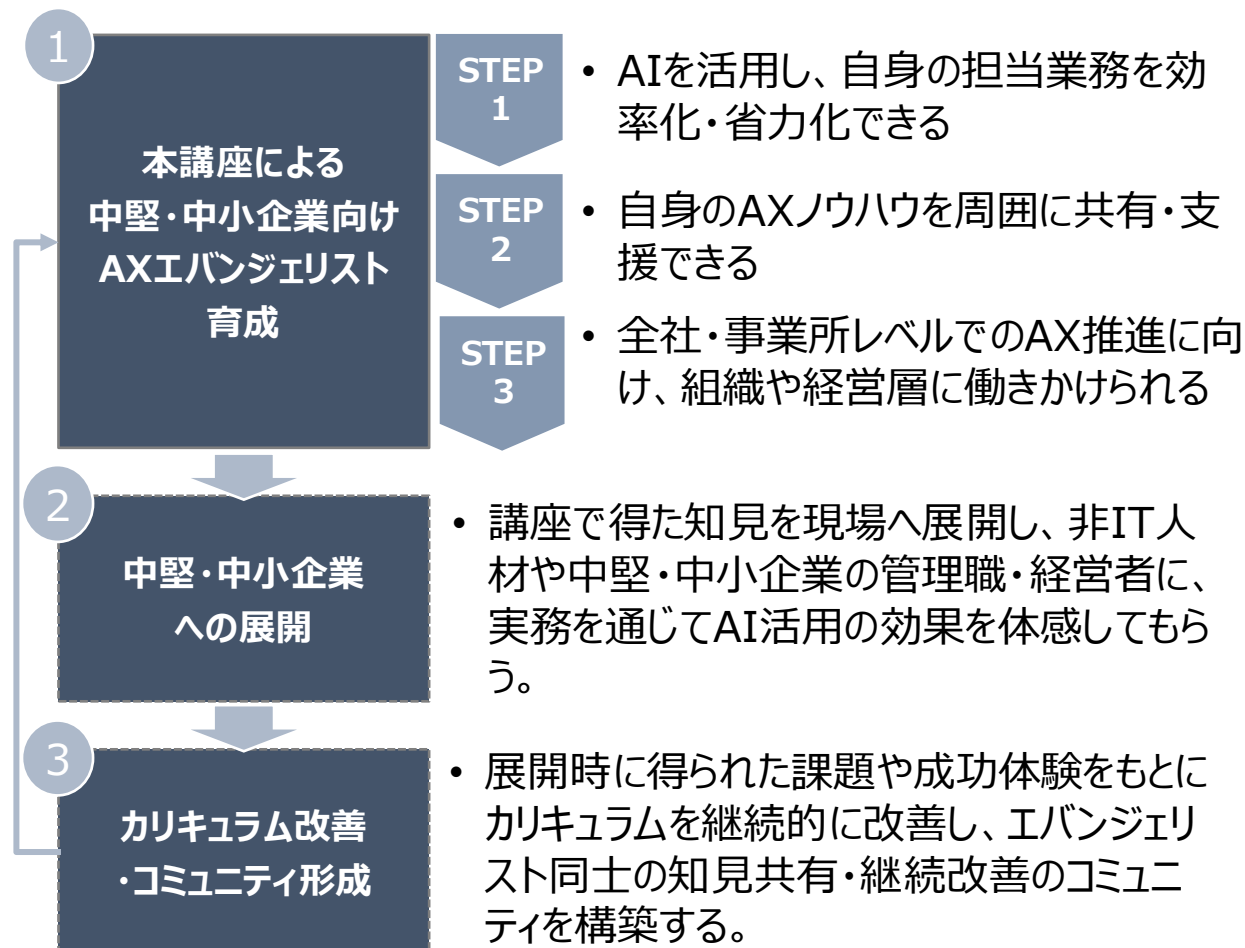 1
本講座による
中堅・中小企業向け
AXエバンジェリスト
育成
STEP
1
• AIを活用し、自身の担当業務を効
率化・省力化できる
STEP
2
• 自身のAXノウハウを周囲に共有・支
援できる
STEP
3
• 全社・事業所レベルでのAX推進に向
け、組織や経営層に働きかけられる
2
中堅・中小企業
への展開
• 講座で得た知見を現場へ展開し、非IT人
材や中堅・中小企業の管理職・経営者に、
実務を通じてAI活用の効果を体感してもら
う。
3
カリキュラム改善
・コミュニティ形成
• 展開時に得られた課題や成功体験をもとに
カリキュラムを継続的に改善し、エバンジェリ
スト同士の知見共有・継続改善のコミュニ
ティを構築する。